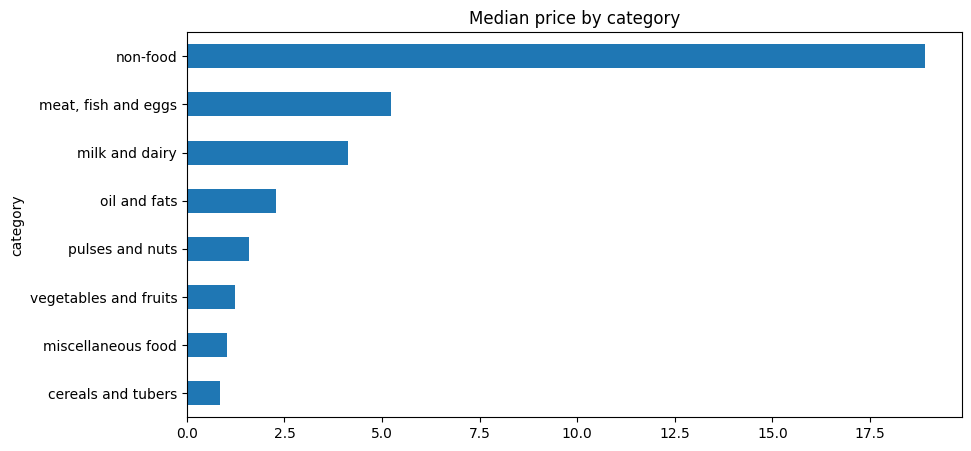 Median price by category
non-food
meat, fish and eggs
milk and dairy
oil and fats
pulses and nuts
vegetables and fruits
miscellaneous food
cereals and tubers
category
0.0 2.5 5.0 7.5 10.0 12.5 15.0 17.5